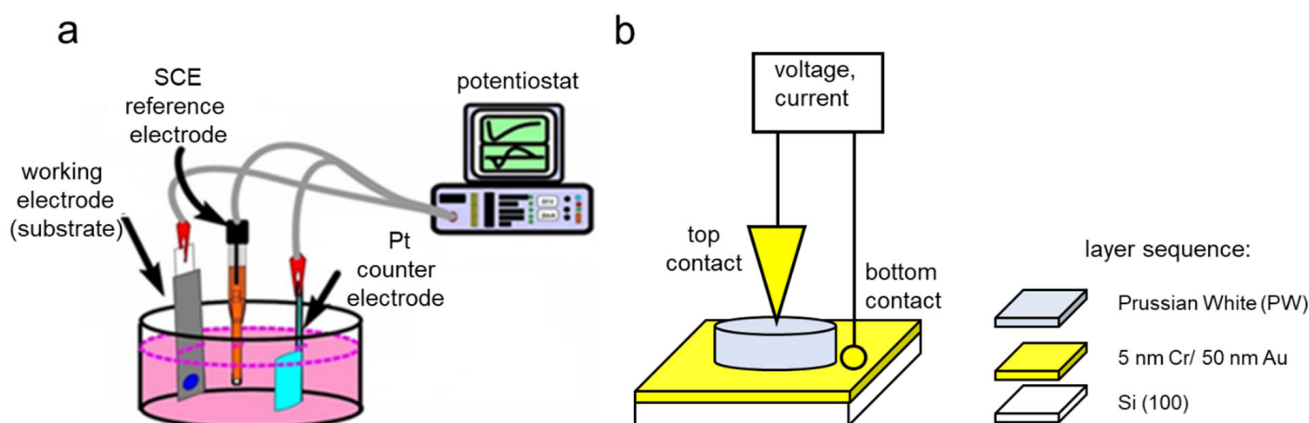 a
SCE
reference
electrode
potentiostat
working
electrode
(substrate)
Pt
counter
electrode
b
voltage,
current
top
contact
bottom
contact
layer sequence:
Prussian White (PW)
5 nm Cr/ 50 nm Au
Si (100)